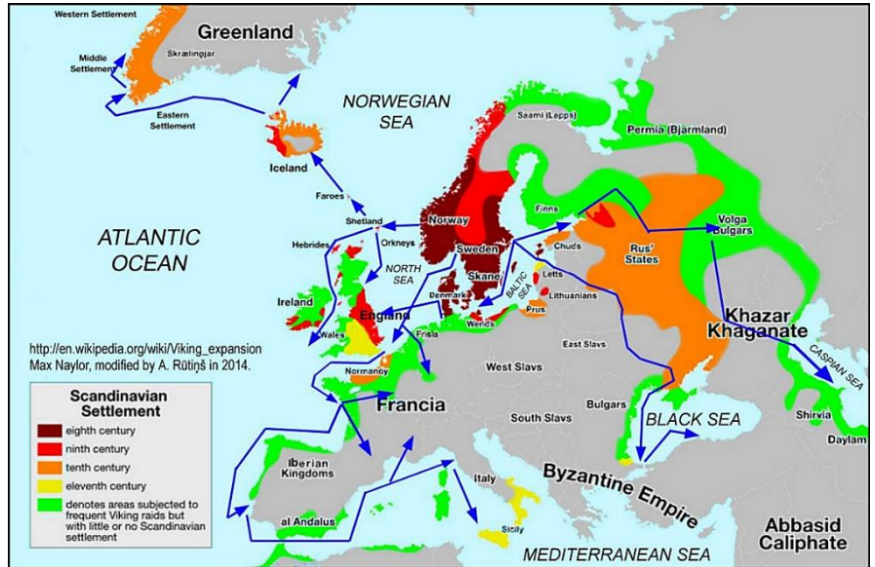 Western Settlement
Greenland
Skrælingjar
Middle
Settlement
Eastern
Settlement
NORWEGIAN
SEA
Saami (Lapps)
Permia (Bjarmland)
Iceland
Faroes
Shetland
Norway
Finns
Volga
Bulgars
ATLANTIC
OCEAN
Hebrides
Orkneys
Sweden
Chuds
Rus'
States
NORTH
SEA
Skane
BALTIC
SEA
Letts
Ireland
Denmark
Lithuanians
England
Prus
Khazar
Khaganate
Wales
Frisia
Wends
East Slavs
CASPIAN SEA
http://en.wikipedia.org/wiki/Viking_expansion
Max Naylor, modified by A. Rūtiņš in 2014.
Normandy
West Slavs
Scandinavian
Settlement
eighth century
ninth century
tenth century
eleventh century
denotes areas subjected to
frequent Viking raids but
with little or no Scandinavian
settlement
Francia
South Slavs
Bulgars
BLACK SEA
Shirvia
Daylam
Iberian
Kingdoms
Italy
Byzantine Empire
al Andalus
Sicily
Abbasid
Caliphate
MEDITERRANEAN SEA